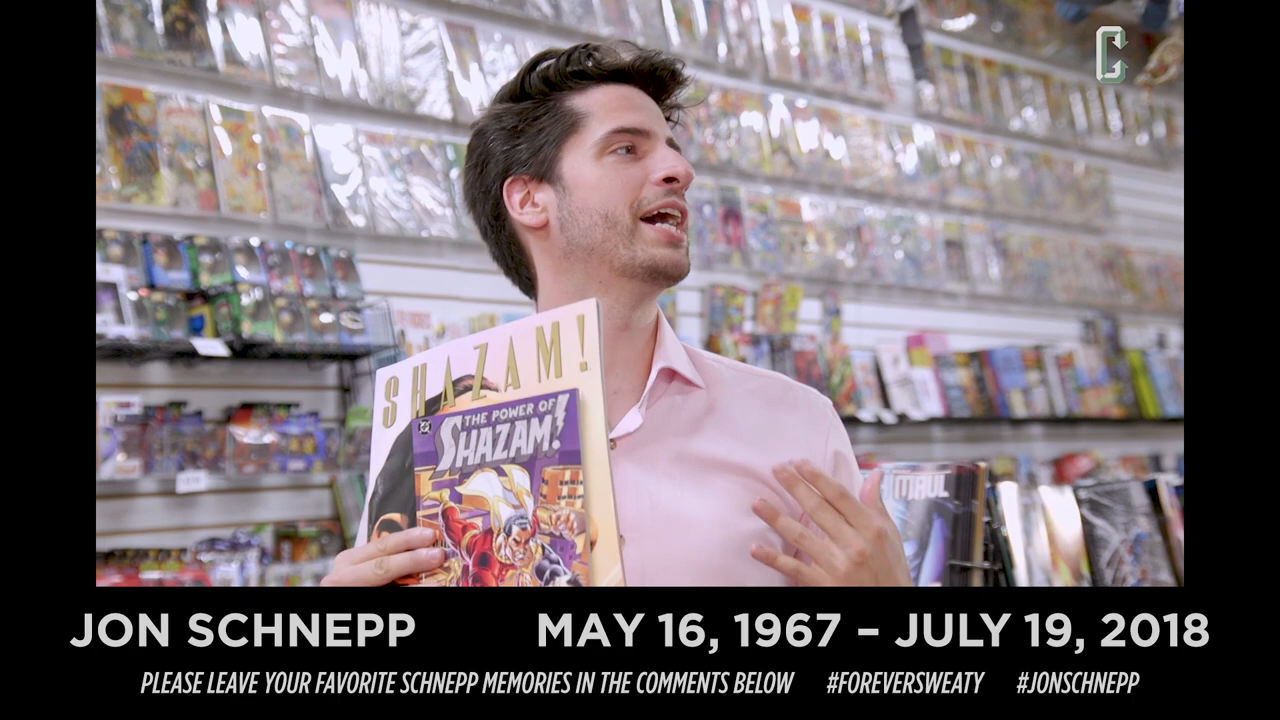 SHAZAM!
THE POWER OF
SHAZAM!
MAUL
JON SCHNEPP MAY 16, 1967 – JULY 19, 2018
PLEASE LEAVE YOUR FAVORITE SCHNEPP MEMORIES IN THE COMMENTS BELOW #FOREVERSWEATY #JONSCHNEPP